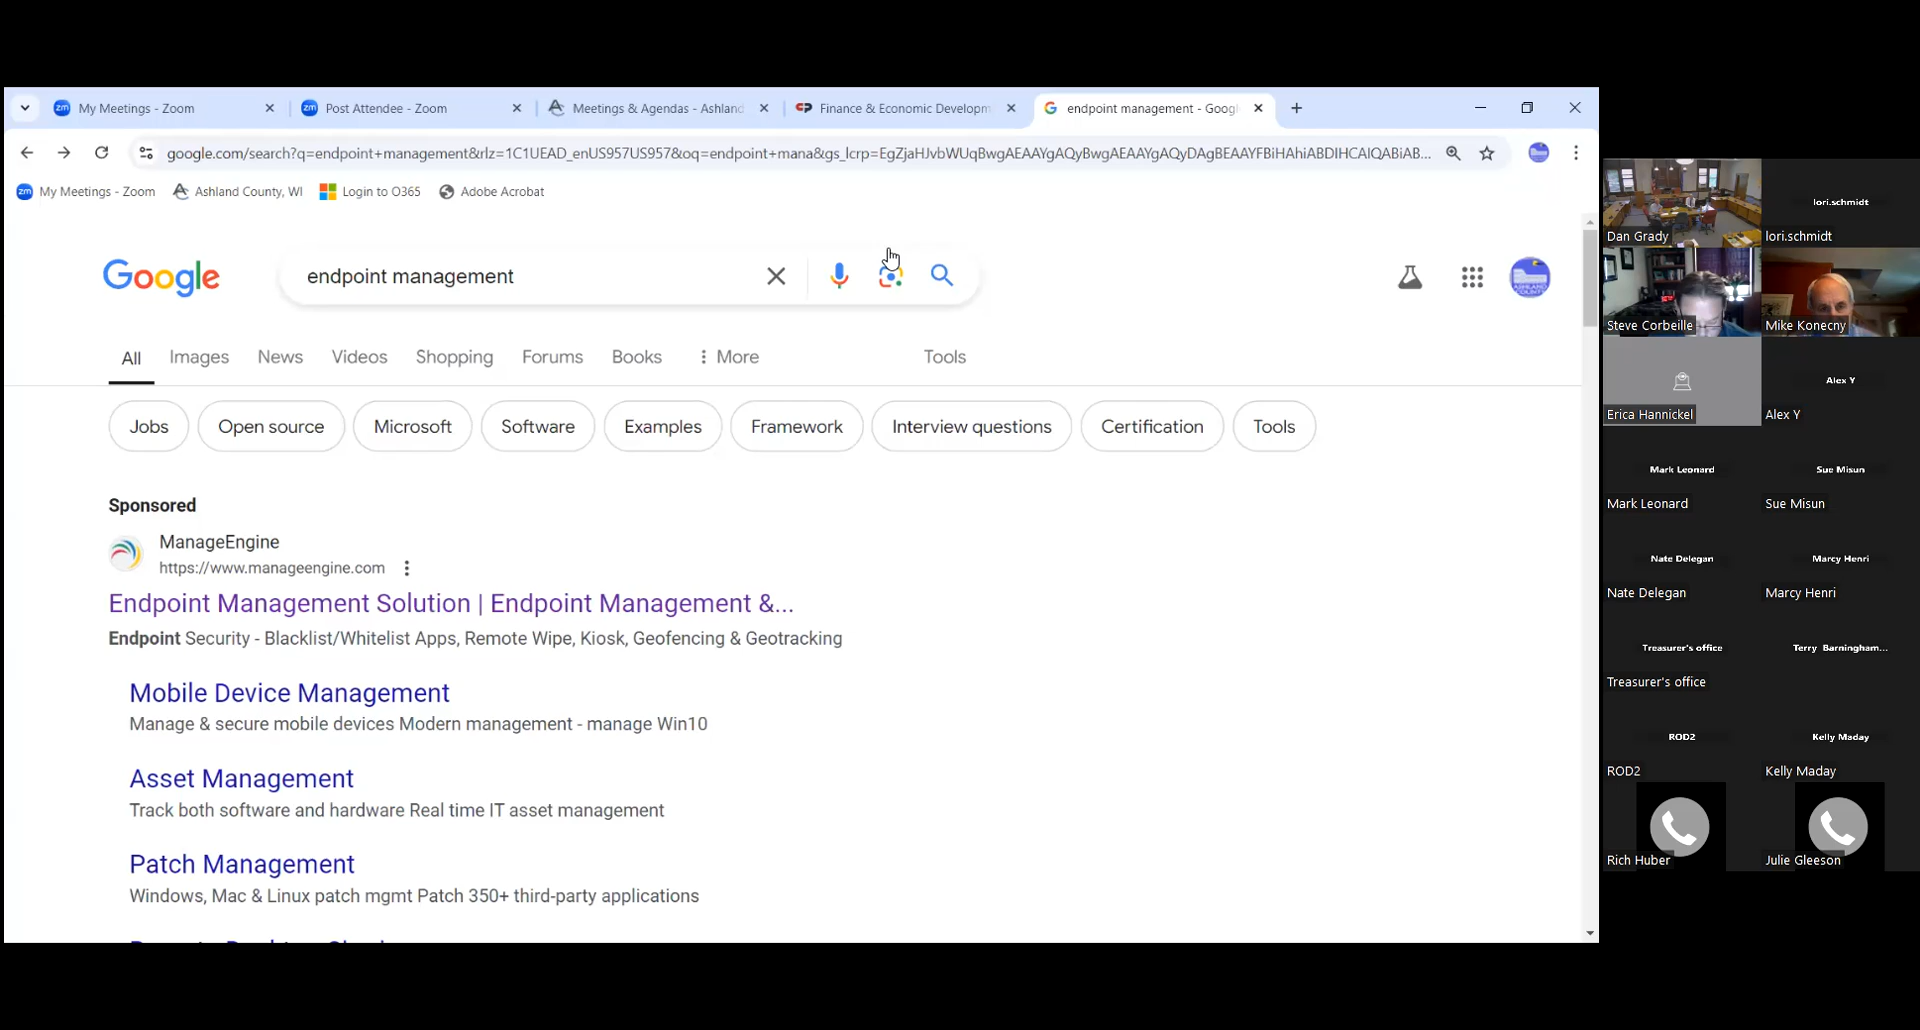 My Meetings - Zoom
Post Attendee - Zoom
Meetings & Agendas - Ashland
Finance & Economic Developm
endpoint management - Googl
google.com/search?q=endpoint+management&rlz=1C1UEAD_enUS957US957&oq=endpoint+mana&gs_lcrp=EgZjaHJvbWUqBwgAEAAYgAQyBwgAEAAYgAQyDAgBEAAYFBiHAhiABDIHCAIQABiAB...
My Meetings - Zoom
Ashland County, WI
Login to O365
Adobe Acrobat
Google
endpoint management
All
Images
News
Videos
Shopping
Forums
Books
More
Tools
Jobs
Open source
Microsoft
Software
Examples
Framework
Interview questions
Certification
Tools
Sponsored
ManageEngine
https://www.manageengine.com
Endpoint Management Solution | Endpoint Management &...
Endpoint Security - Blacklist/Whitelist Apps, Remote Wipe, Kiosk, Geofencing & Geotracking
Mobile Device Management
Manage & secure mobile devices Modern management - manage Win10
Asset Management
Track both software and hardware Real time IT asset management
Patch Management
Windows, Mac & Linux patch mgmt Patch 350+ third-party applications
Dan Grady
lori.schmidt
lori.schmidt
Steve Corbeille
Mike Konecny
Erica Hannickel
Alex Y
Alex Y
Mark Leonard
Mark Leonard
Sue Misun
Sue Misun
Nate Delegan
Nate Delegan
Marcy Henri
Marcy Henri
Treasurer's office
Treasurer's office
Terry Barningham...
ROD2
ROD2
Kelly Maday
Kelly Maday
Rich Huber
Julie Gleeson